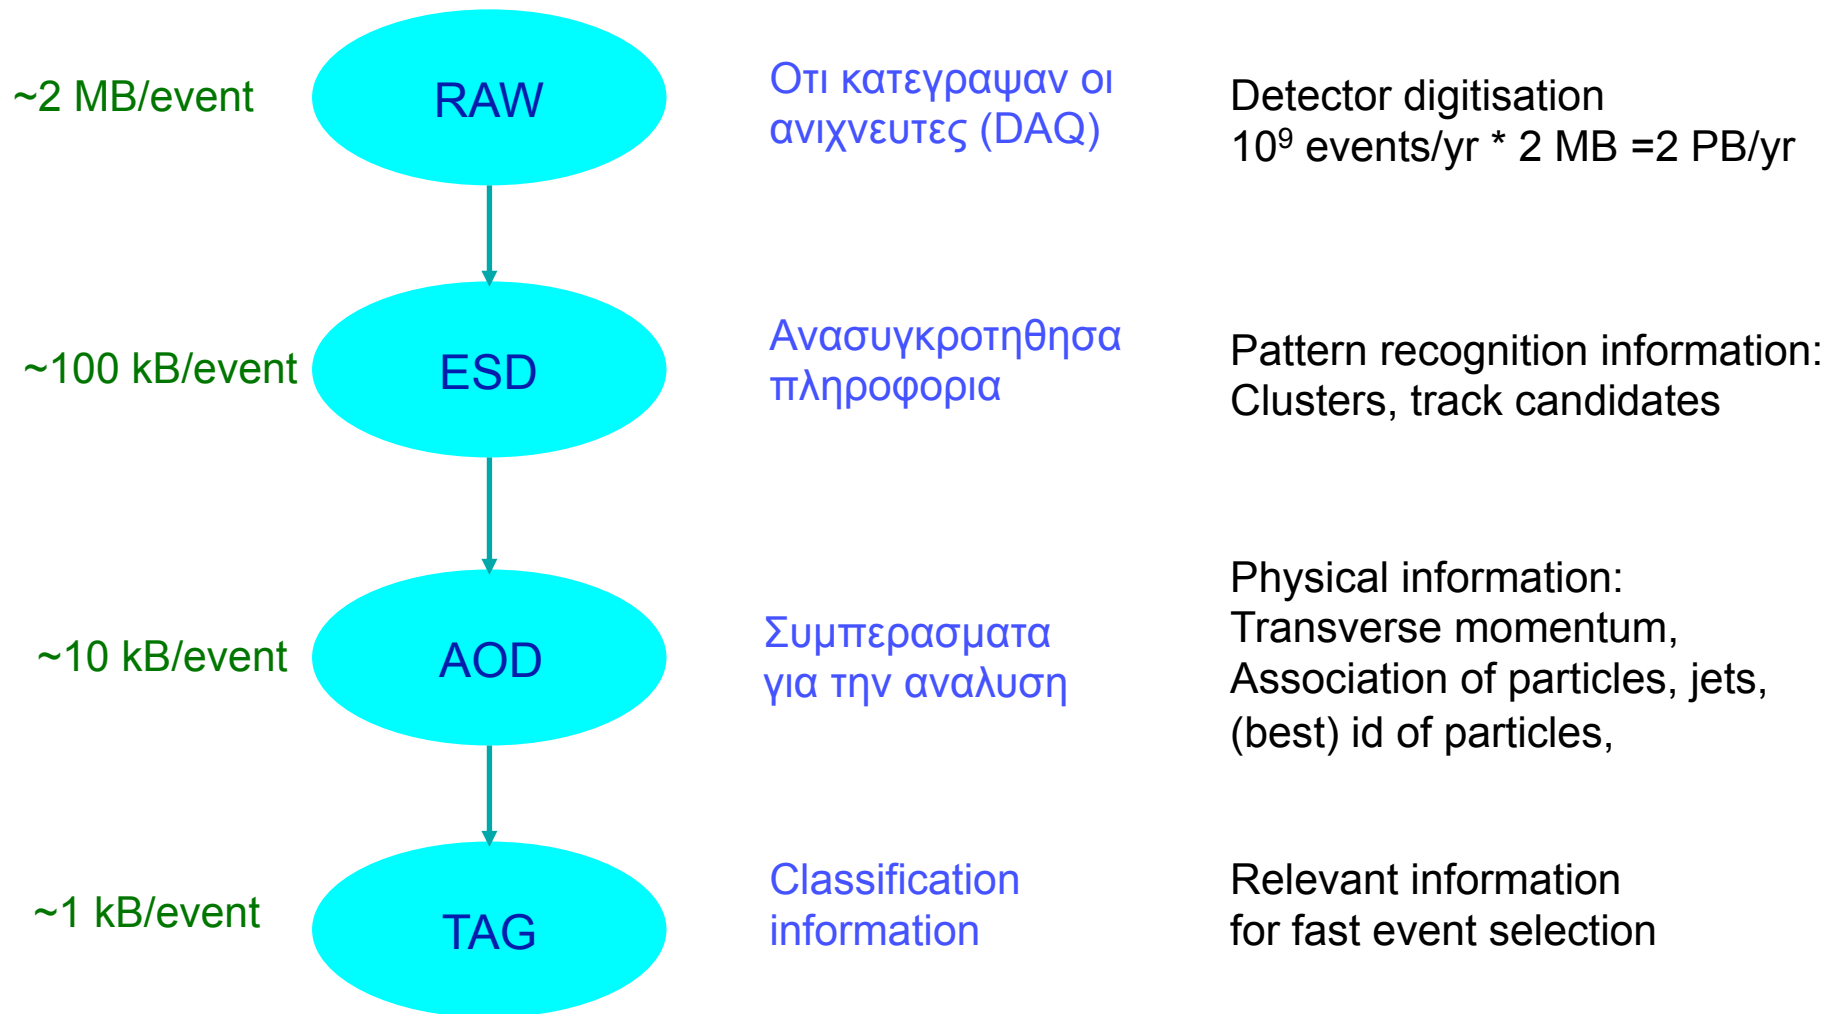 ~2 MB/event
RAW
Οτι κατεγραψαν οι
ανιχνευτες (DAQ)
Detector digitisation
10⁹ events/yr * 2 MB =2 PB/yr
~100 kB/event
ESD
Ανασυγκροτηθησα
πληροφορια
Pattern recognition information:
Clusters, track candidates
~10 kB/event
AOD
Συμπερασματα
για την αναλυση
Physical information:
Transverse momentum,
Association of particles, jets,
(best) id of particles,
~1 kB/event
TAG
Classification
information
Relevant information
for fast event selection